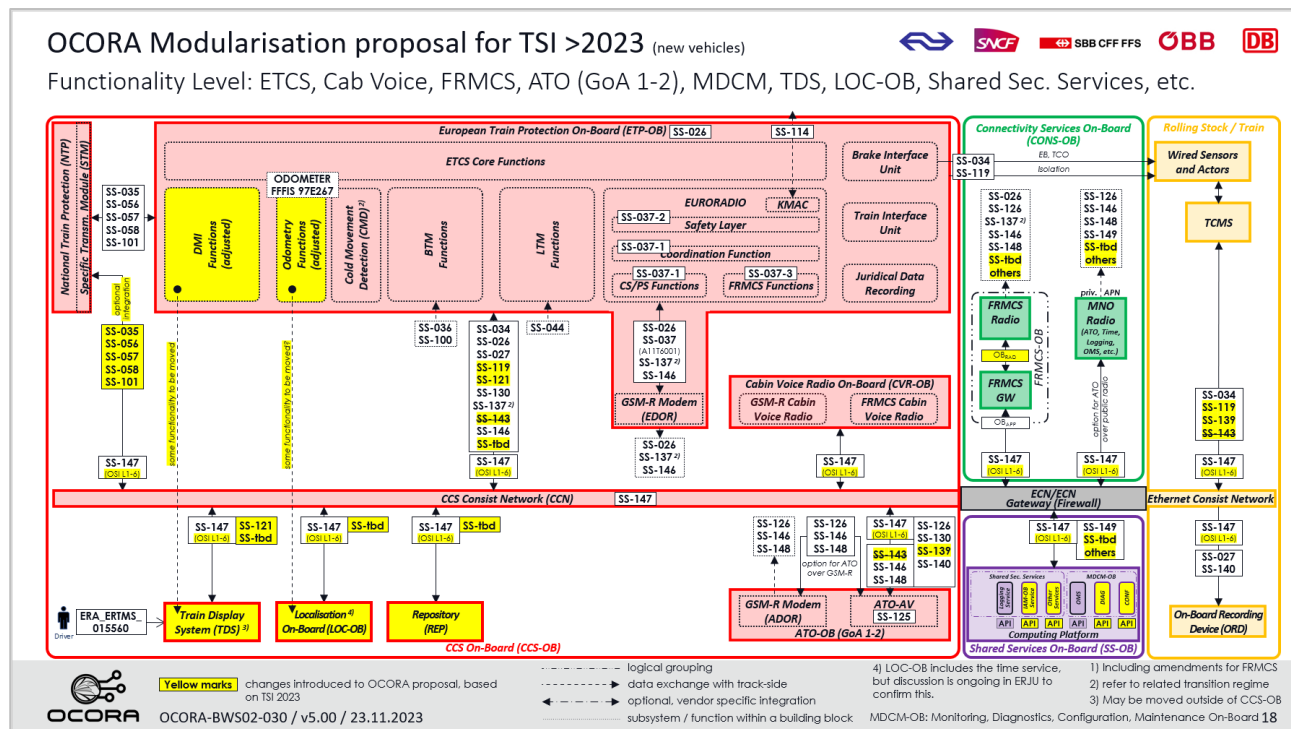 OCORA Modularisation proposal for TSI >2023 (new vehicles)
SNCF
SBB CFF FFS
ÖBB
DB
Functionality Level: ETCS, Cab Voice, FRMCS, ATO (GoA 1-2), MDCM, TDS, LOC-OB, Shared Sec. Services, etc.
National Train Protection (NTP)
Specific Transm. Module (STM)
SS-035
SS-056
SS-057
SS-058
SS-101
optional
integration
SS-035
SS-056
SS-057
SS-058
SS-101
SS-147
(OSI L1-6)
European Train Protection On-Board (ETP-OB)
SS-026
SS-114
ETCS Core Functions
DMI
Functions
(adjusted)
ODOMETER
FFFIS 97E267
Odometry
Functions
(adjusted)
Cold Movement
Detection (CMD) 2)
BTM
Functions
LTM
Functions
EURORADIO
KMAC
SS-037-2
Safety Layer
SS-037-1
Coordination Function
SS-037-1
CS/PS Functions
SS-037-3
FRMCS Functions
Brake Interface
Unit
Train Interface
Unit
Juridical Data
Recording
SS-034
SS-119
EB, TCO
Isolation
some functionality to be moved
some functionality to be moved?
SS-036
SS-100
SS-034
SS-026
SS-027
SS-119
SS-121
SS-130
SS-137 2)
SS-143
SS-146
SS-tbd
SS-147
(OSI L1-6)
SS-044
SS-026
SS-037
(A11T6001)
SS-137 2)
SS-146
GSM-R Modem
(EDOR)
SS-026
SS-137 2)
SS-146
Cabin Voice Radio On-Board (CVR-OB)
GSM-R Cabin
Voice Radio
FRMCS Cabin
Voice Radio
SS-147
(OSI L1-6)
Connectivity Services On-Board
(CONS-OB)
SS-026
SS-126
SS-137 2)
SS-146
SS-148
SS-tbd
others
SS-126
SS-146
SS-148
SS-149
SS-tbd
others
priv. APN
FRMCS
Radio
OBRAD
FRMCS
GW
OBAPP
FRMCS-OB
MNO
Radio
(ATO, Time,
Logging,
OMS, etc.)
option for ATO
over public radio
SS-147
(OSI L1-6)
SS-147
(OSI L1-6)
Rolling Stock / Train
Wired Sensors
and Actors
TCMS
SS-034
SS-119
SS-139
SS-143
SS-147
(OSI L1-6)
CCS Consist Network (CCN)
SS-147
ECN/ECN
Gateway (Firewall)
Ethernet Consist Network
SS-147
(OSI L1-6)
SS-121
SS-tbd
SS-147
(OSI L1-6)
SS-tbd
SS-147
(OSI L1-6)
SS-tbd
SS-126
SS-146
SS-148
SS-126
SS-146
SS-148
option for ATO
over GSM-R
SS-147
(OSI L1-6)
SS-143
SS-146
SS-148
SS-126
SS-130
SS-139
SS-140
SS-147
(OSI L1-6)
SS-149
SS-tbd
others
SS-147
(OSI L1-6)
SS-027
SS-140
Driver
ERA_ERTMS_
015560
Train Display
System (TDS) 3)
Localisation 4)
On-Board (LOC-OB)
Repository
(REP)
GSM-R Modem
(ADOR)
ATO-AV
SS-125
ATO-OB (GoA 1-2)
CCS On-Board (CCS-OB)
Shared Sec. Services
MDCM-OB
Logging
Service
IAM-OB
Service
Other
Services
OMS
DIAG
CONF
API
API
API
API
API
API
Computing Platform
Shared Services On-Board (SS-OB)
On-Board Recording
Device (ORD)
OCORA
Yellow marks
changes introduced to OCORA proposal, based
on TSI 2023
OCORA-BWS02-030 / v5.00 / 23.11.2023
logical grouping
data exchange with track-side
optional, vendor specific integration
subsystem / function within a building block
4) LOC-OB includes the time service,
but discussion is ongoing in ERJU to
confirm this.
1) Including amendments for FRMCS
2) refer to related transition regime
3) May be moved outside of CCS-OB
MDCM-OB: Monitoring, Diagnostics, Configuration, Maintenance On-Board 18